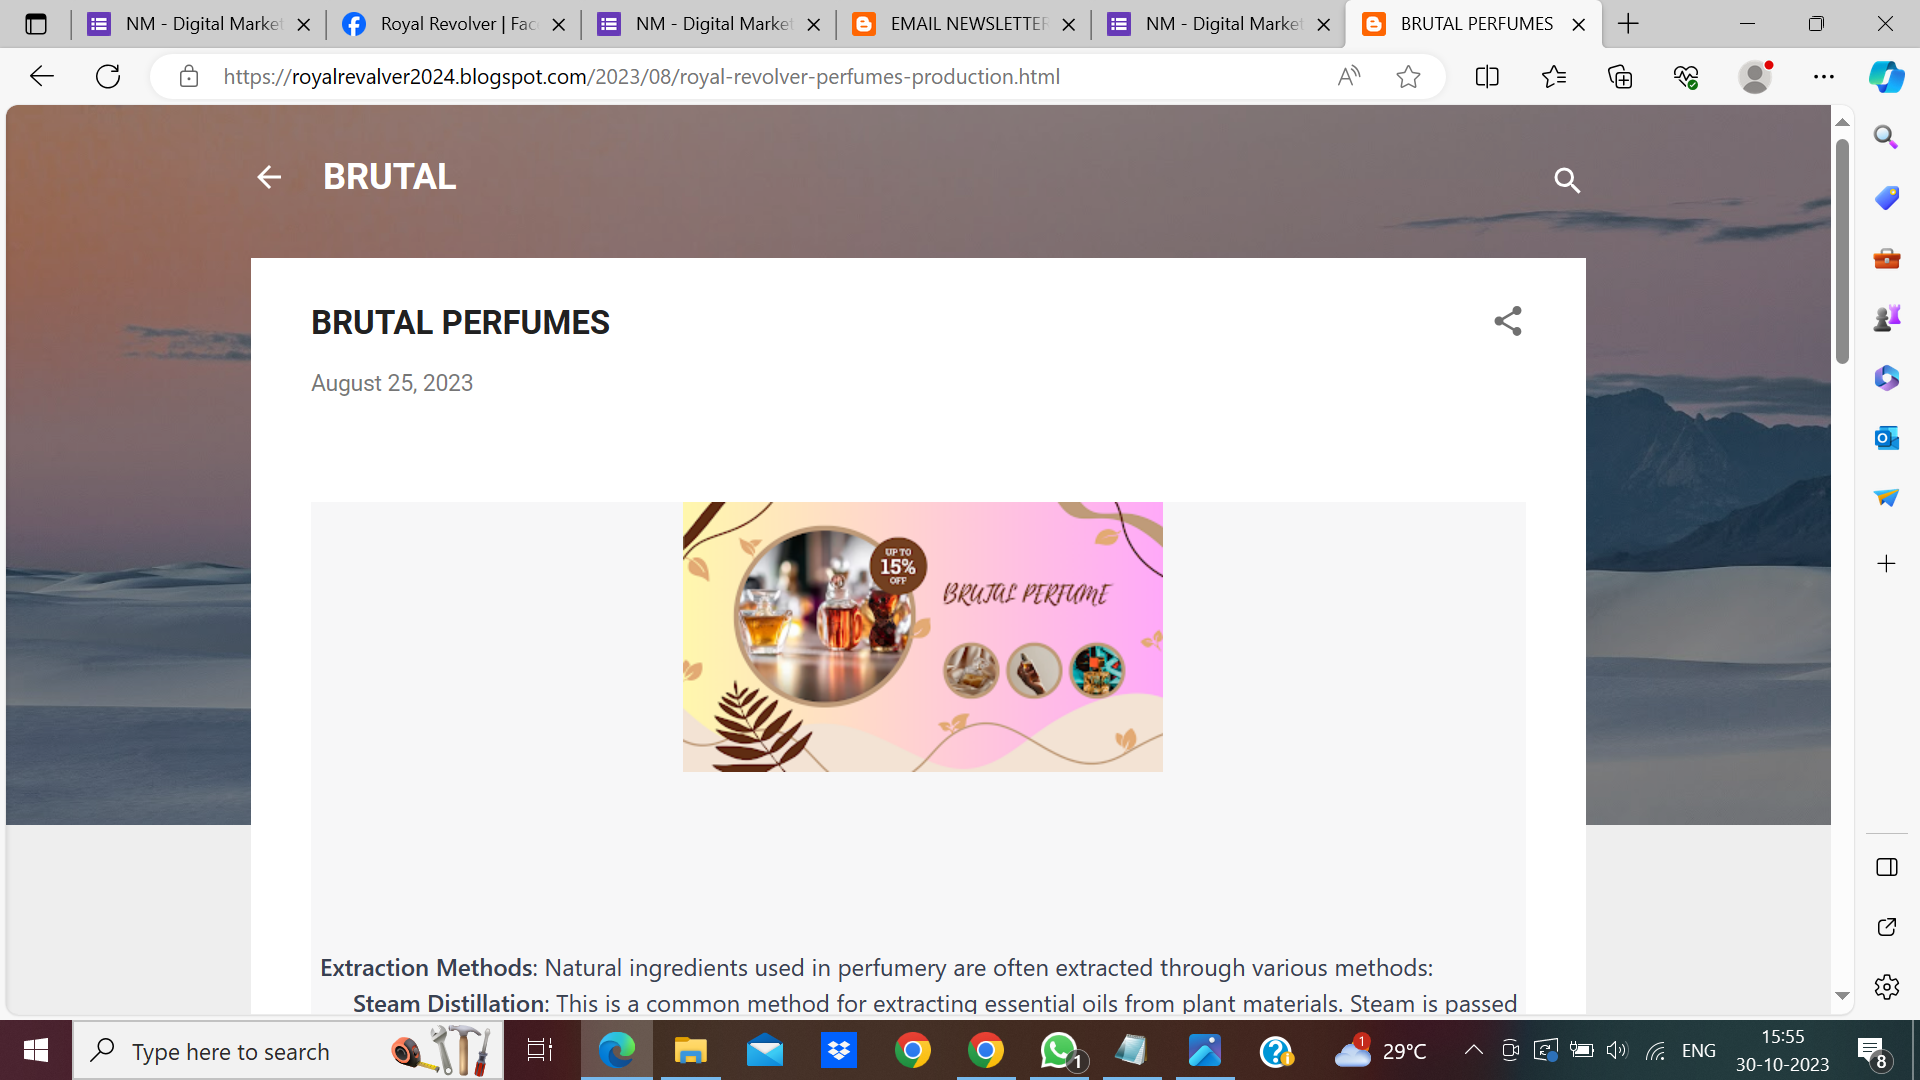 NM - Digital Market
Royal Revolver | Fac
NM - Digital Market
EMAIL NEWSLETTER
NM - Digital Market
BRUTAL PERFUMES
https://royalrevalver2024.blogspot.com/2023/08/royal-revolver-perfumes-production.html
BRUTAL
BRUTAL PERFUMES
August 25, 2023
UP TO
15%
OFF
BRUTAL PERFUME
Extraction Methods: Natural ingredients used in perfumery are often extracted through various methods:
Steam Distillation: This is a common method for extracting essential oils from plant materials. Steam is passed
Type here to search
1
1
29°C
ENG
15:55
30-10-2023
8